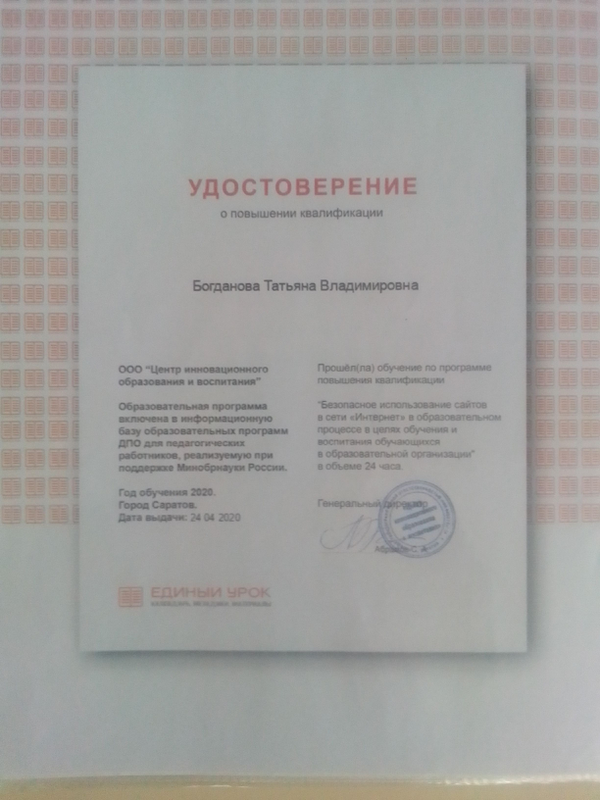 УДОСТОВЕРЕНИЕ
о повышении квалификации
Богданова Татьяна Владимировна
ООО "Центр инновационного
образования и воспитания"
Образовательная программа
включена в информационную
базу образовательных программ
ДПО для педагогических
работников, реализуемую при
поддержке Минобрнауки России.
Год обучения 2020.
Город Саратов.
Дата выдачи: 24 04 2020
Прошёл(ла) обучение по программе
повышения квалификации
"Безопасное использование сайтов
в сети «Интернет» в образовательном
процессе в целях обучения и
воспитания обучающихся
в образовательной организации"
в объеме 24 часа.
Генеральный директор
ЕДИНЫЙ УРОК